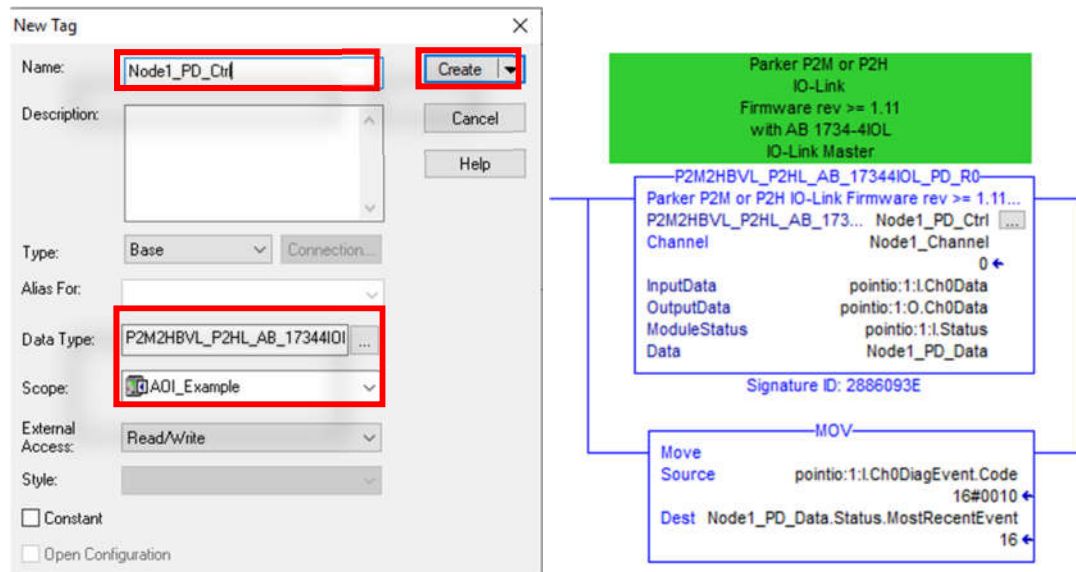 New Tag
Name:
Node1_PD_Ctrl
Create
Description:
Cancel
Help
Type:
Base
Connection...
Alias For:
Data Type:
P2M2HBVL_P2HL_AB_17344IOL
...
Scope:
AOI_Example
External
Access:
Read/Write
Style:
Constant
Open Configuration
Parker P2M or P2H
IO-Link
Firmware rev >= 1.11
with AB 1734-4IOL
IO-Link Master
P2M2HBVL_P2HL_AB_17344IOL_PD_R0
Parker P2M or P2H IO-Link Firmware rev >= 1.11...
P2M2HBVL_P2HL_AB_173... Node1_PD_Ctrl ...
Channel Node1_Channel
0
InputData pointio:1:I.Ch0Data
OutputData pointio:1:O.Ch0Data
ModuleStatus pointio:1:I.Status
Data Node1_PD_Data
Signature ID: 2886093E
MOV
Move
Source pointio:1:I.Ch0DiagEvent.Code
16#0010
Dest Node1_PD_Data.Status.MostRecentEvent
16